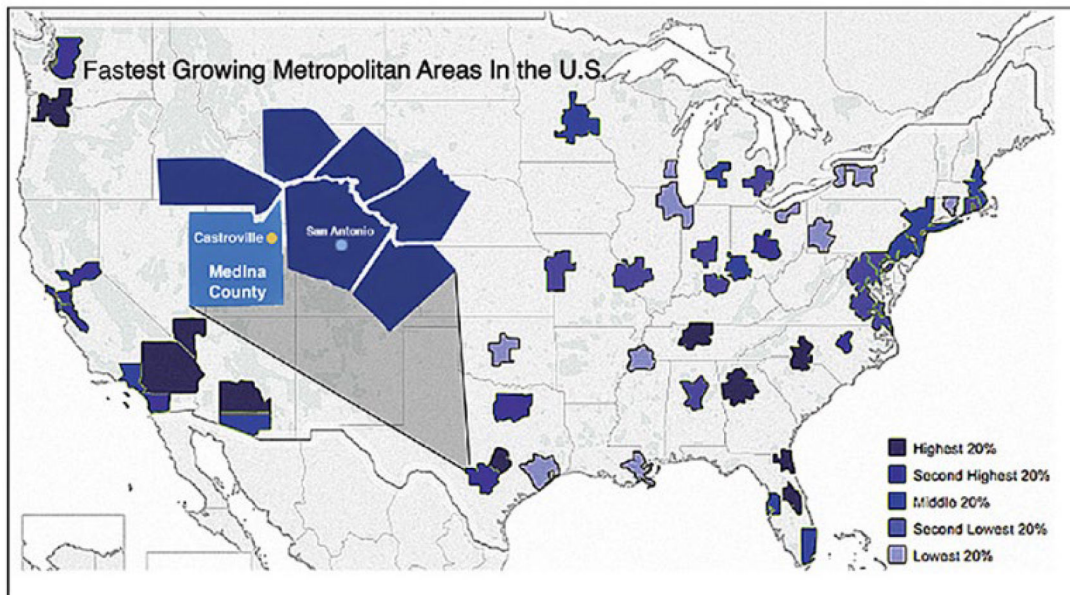 Fastest Growing Metropolitan Areas In the U.S.
San Antonio
Castroville
Medina
County
Highest 20%
Second Highest 20%
Middle 20%
Second Lowest 20%
Lowest 20%